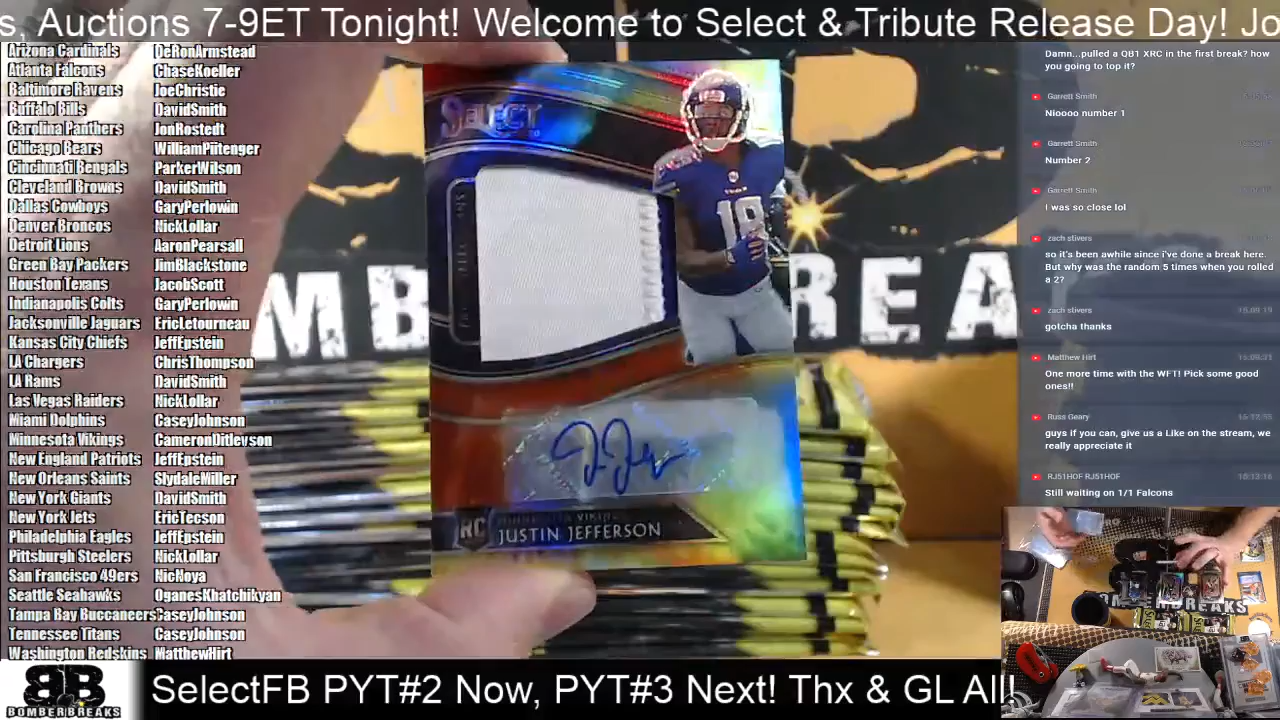 s, Auctions 7-9ET Tonight! Welcome to Select & Tribute Release Day! Jo
Arizona Cardinals DeRonArmstead
Atlanta Falcons ChaseKoeller
Baltimore Ravens JoeChristie
Buffalo Bills DavidSmith
Carolina Panthers JonRostedt
Chicago Bears WilliamPiitenger
Cincinnati Bengals ParkerWilson
Cleveland Browns DavidSmith
Dallas Cowboys GaryPerlowin
Denver Broncos NickLollar
Detroit Lions AaronPearsall
Green Bay Packers JimBlackstone
Houston Texans JacobScott
Indianapolis Colts GaryPerlowin
Jacksonville Jaguars EricLetourneau
Kansas City Chiefs JeffEpstein
LA Chargers ChrisThompson
LA Rams DavidSmith
Las Vegas Raiders NickLollar
Miami Dolphins CaseyJohnson
Minnesota Vikings CameronDitlevson
New England Patriots JeffEpstein
New Orleans Saints SlydaleMiller
New York Giants DavidSmith
New York Jets EricTecson
Philadelphia Eagles JeffEpstein
Pittsburgh Steelers NickLollar
San Francisco 49ers NicNoya
Seattle Seahawks OganesKhatchikyan
Tampa Bay Buccaneers CaseyJohnson
Tennessee Titans CaseyJohnson
Washington Redskins MatthewHirt
SELECT
18
RC
MINNESOTA VIKINGS
JUSTIN JEFFERSON
Damn...pulled a QB1 XRC in the first break? how
you going to top it?
Garrett Smith
Nioooo number 1
Garrett Smith
Number 2
Garrett Smith
I was so close lol
zach stivers
so it's been awhile since i've done a break here.
But why was the random 5 times when you rolled
a 2?
zach stivers
gotcha thanks
Matthew Hirt
One more time with the WFT! Pick some good
ones!!
Russ Geary
guys if you can, give us a Like on the stream, we
really appreciate it
RJ51HOF RJ51HOF
Still waiting on 1/1 Falcons
BOMBERBREAKS
BB
BOMBERBREAKS
SelectFB PYT#2 Now, PYT#3 Next! Thx & GL All!